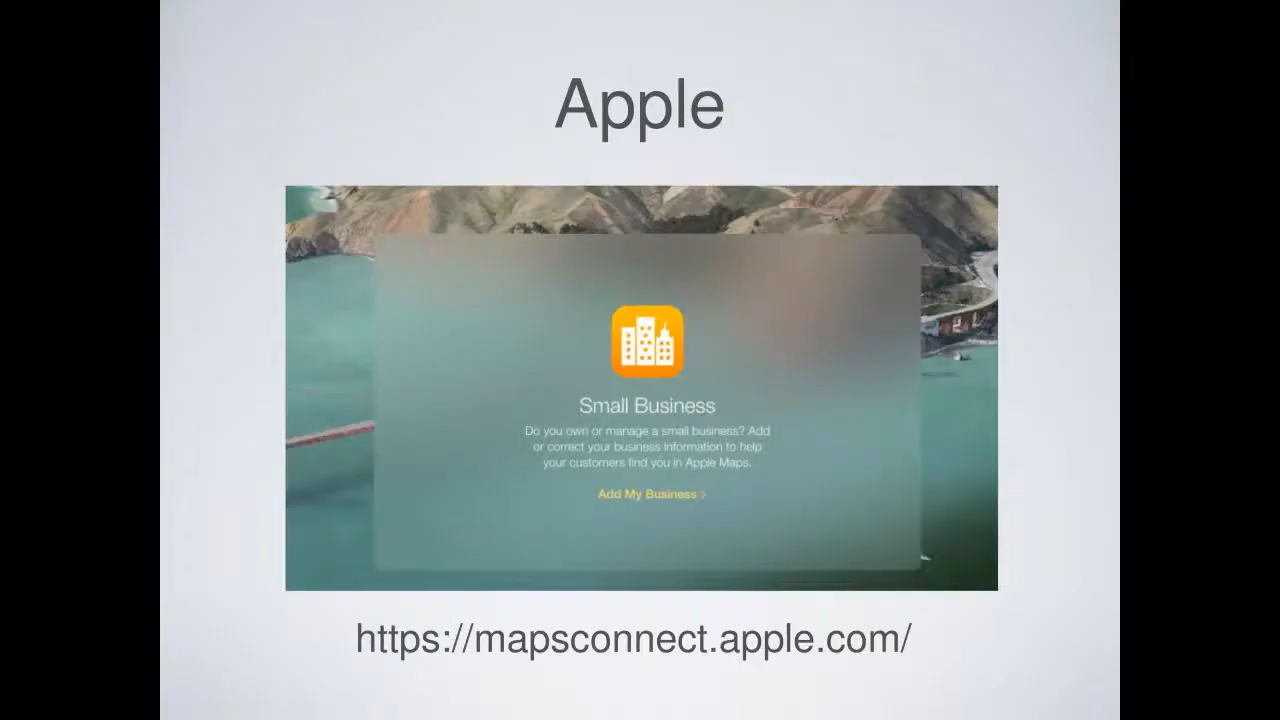 Apple
Small Business
Do you own or manage a small business? Add
or correct your business information to help
your customers find you in Apple Maps.
Add My Business >
https://mapsconnect.apple.com/